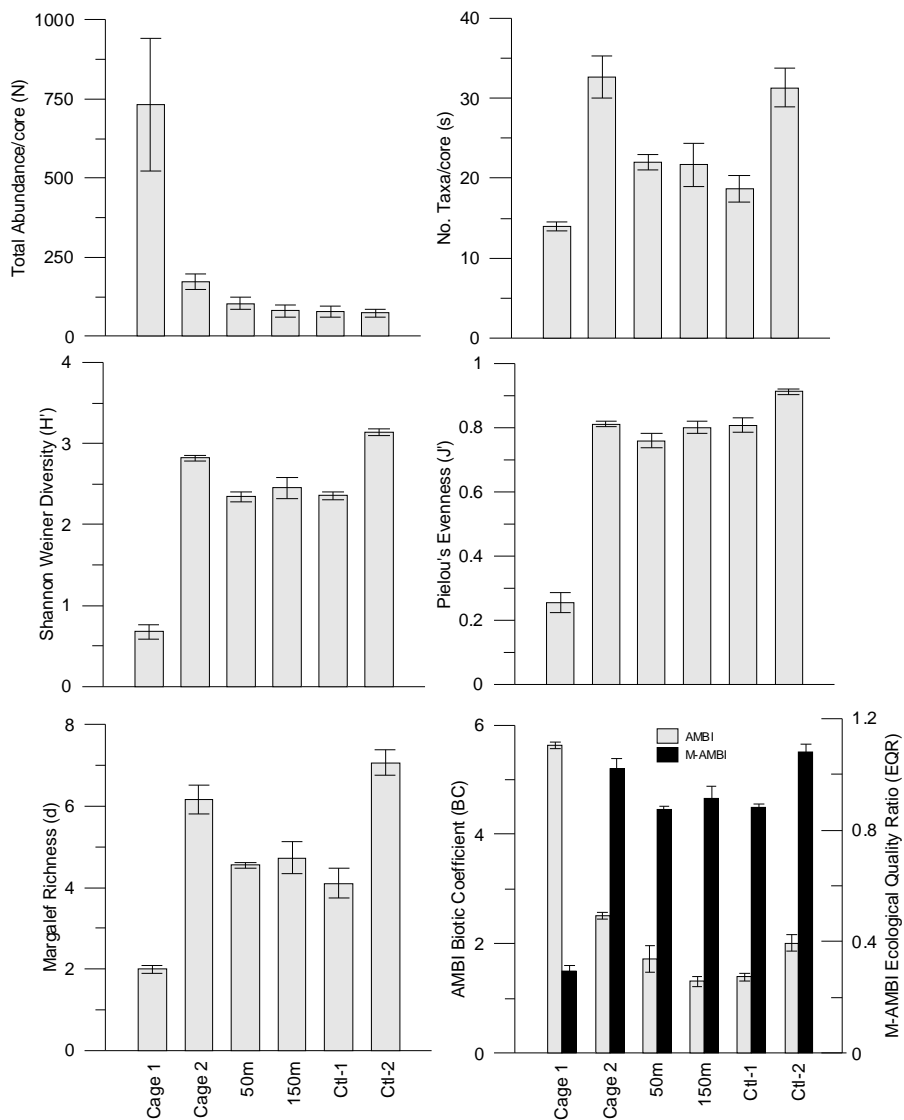 Total Abundance/core (N)
1000
750
500
250
0
No. Taxa/core (s)
40
30
20
10
0
Shannon Weiner Diversity (H')
4
3
2
1
0
Pielou's Evenness (J')
1
0.8
0.6
0.4
0.2
0
Margalef Richness (d)
8
6
4
2
0
Cage 1
Cage 2
50m
150m
Ctl-1
Ctl-2
AMBI Biotic Coefficient (BC)
6
4
2
0
AMBI
M-AMBI
1.2
0.8
0.4
0
M-AMBI Ecological Quality Ratio (EQR)
Cage 1
Cage 2
50m
150m
Ctl-1
Ctl-2